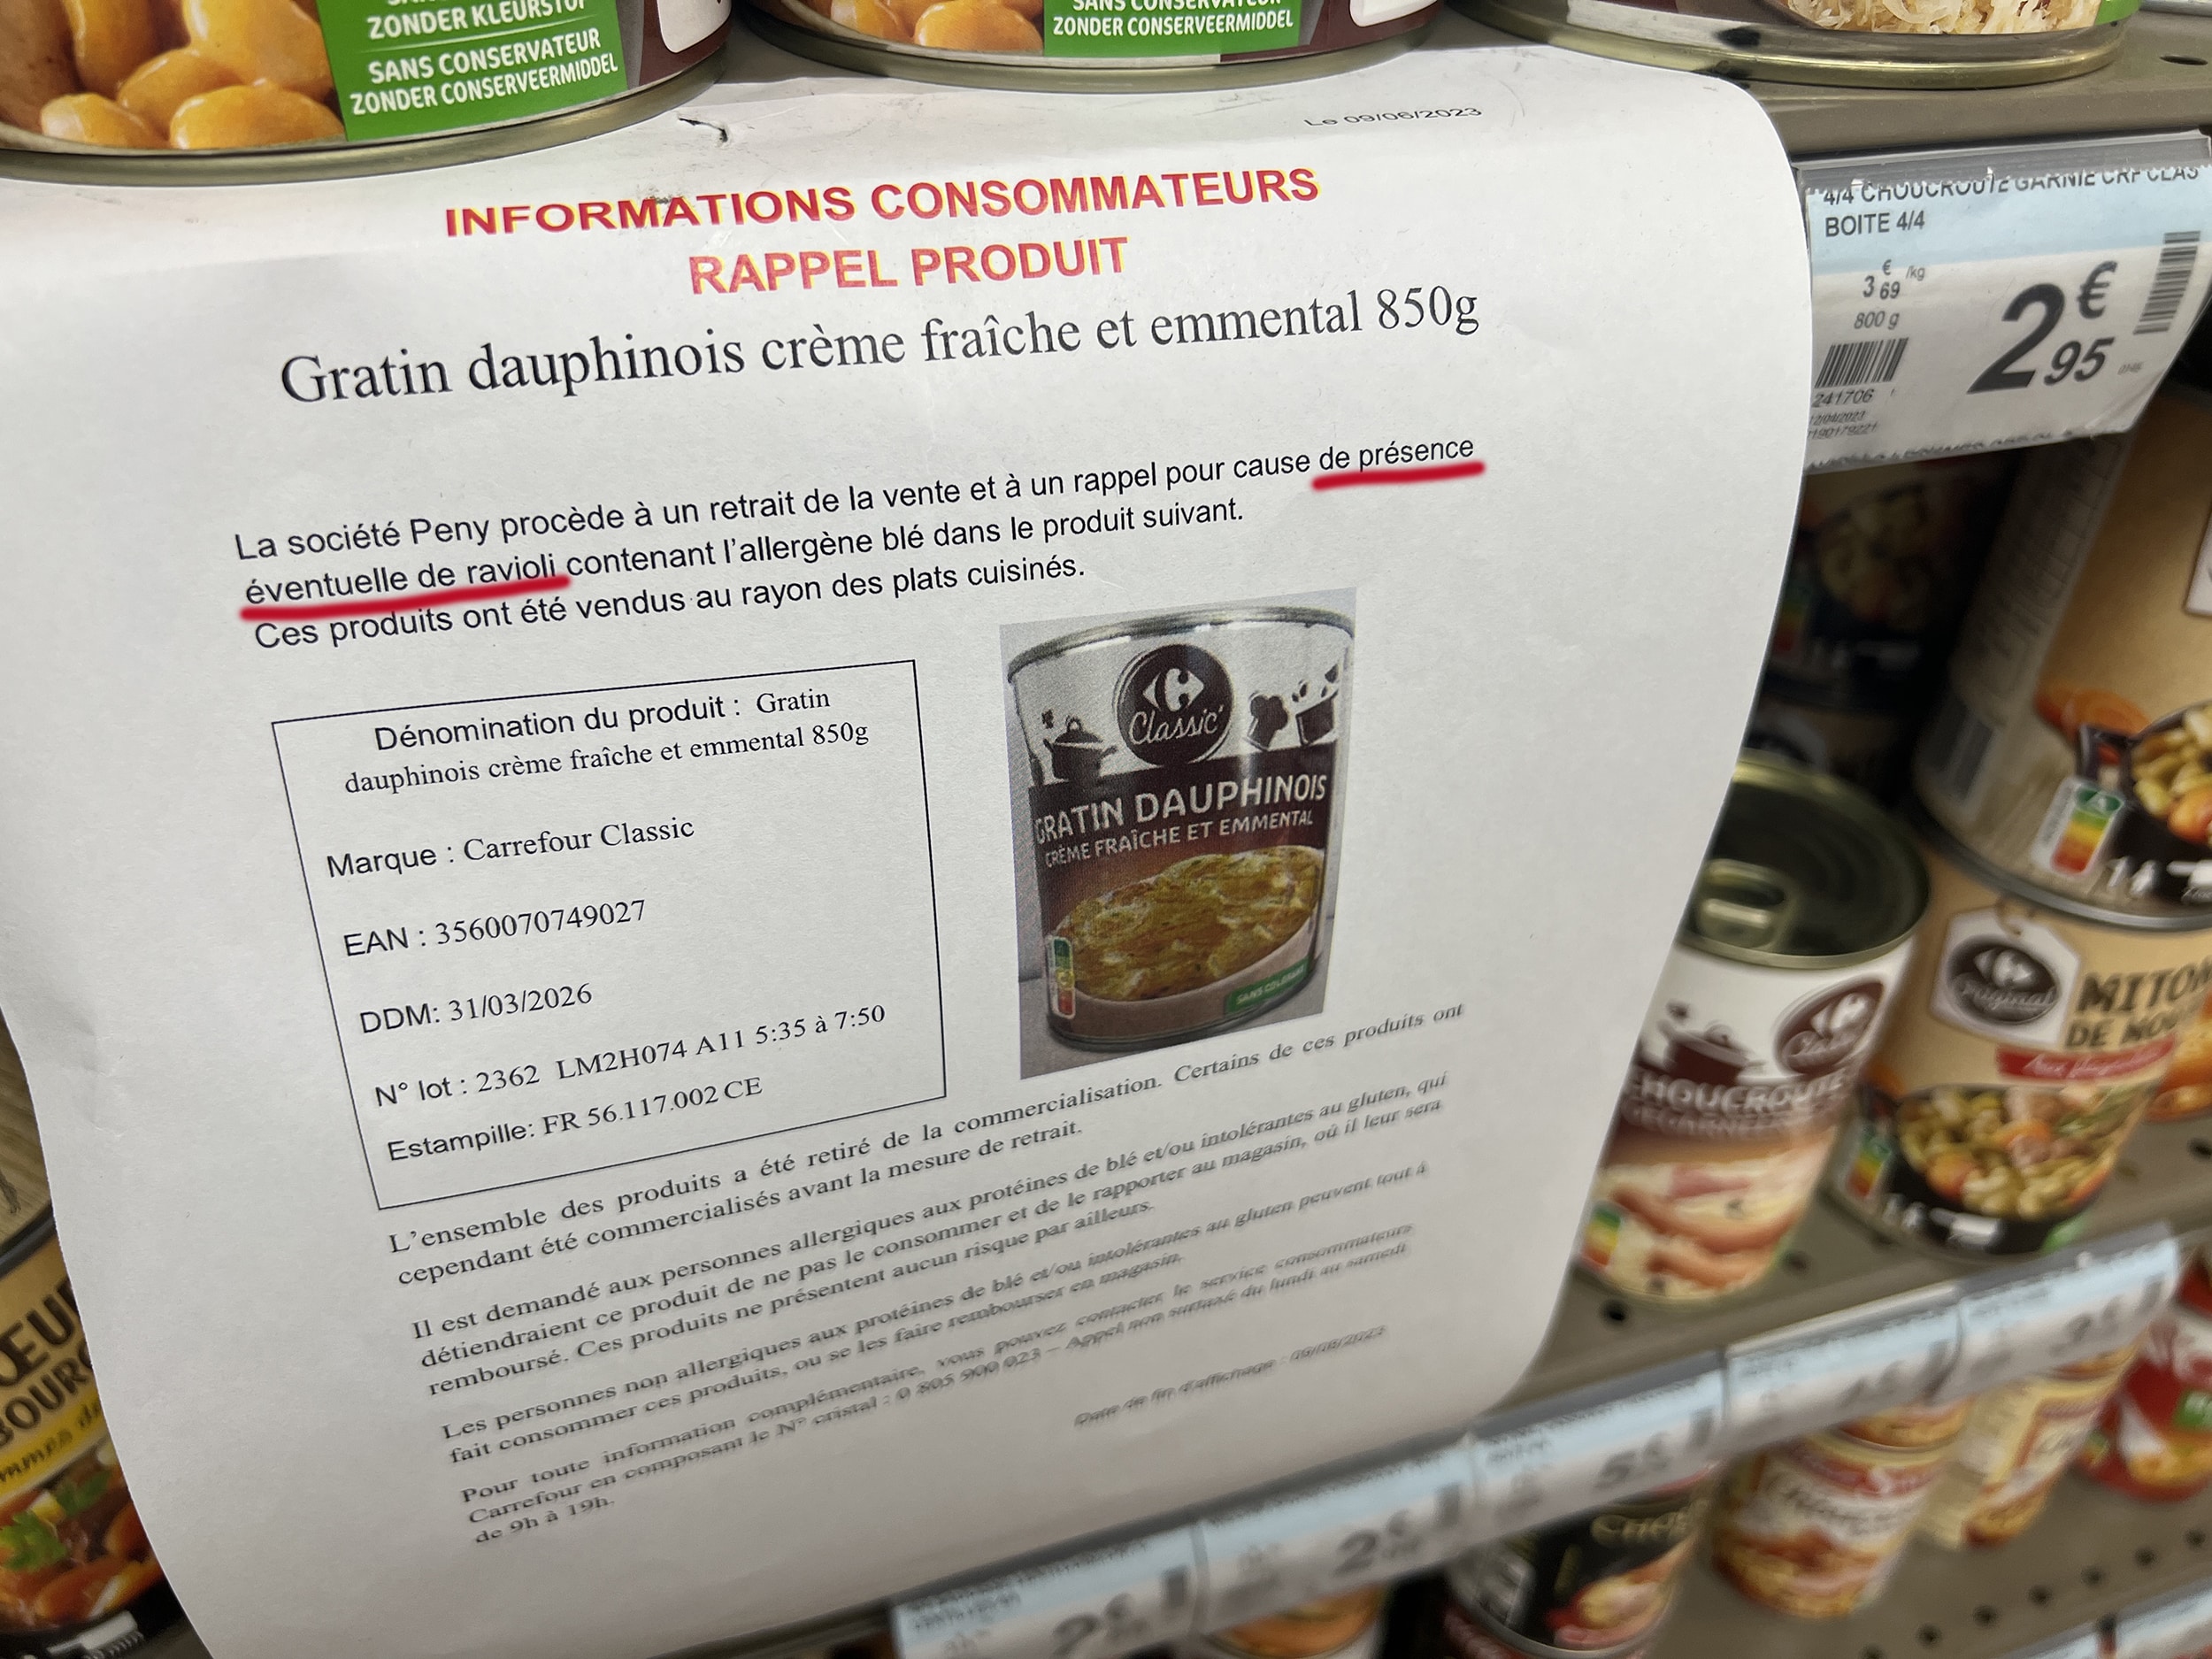 ZONDER KLEURSTOF
SANS CONSERVATEUR
ZONDER CONSERVEERMIDDEL
SANS CONSERVATEUR
ZONDER CONSERVEERMIDDEL
Le 09/06/2023
INFORMATIONS CONSOMMATEURS
RAPPEL PRODUIT
Gratin dauphinois crème fraîche et emmental 850g
La société Peny procède à un retrait de la vente et à un rappel pour cause de présence
éventuelle de ravioli contenant l'allergène blé dans le produit suivant.
Ces produits ont été vendus au rayon des plats cuisinés.
Dénomination du produit : Gratin
dauphinois crème fraîche et emmental 850g
Marque : Carrefour Classic
EAN : 3560070749027
DDM: 31/03/2026
N° lot : 2362 LM2H074 A11 5:35 à 7:50
Estampille: FR 56.117.002 CE
Classic'
GRATIN DAUPHINOIS
CRÈME FRAÎCHE ET EMMENTAL
L'ensemble des produits a été retiré de la commercialisation. Certains de ces produits ont
cependant été commercialisés avant la mesure de retrait.
Il est demandé aux personnes allergiques aux protéines de blé et/ou intolérantes au gluten, qui
détiendraient ce produit de ne pas le consommer et de le rapporter au magasin, où il leur sera
remboursé. Ces produits ne présentent aucun risque par ailleurs.
Les personnes non allergiques aux protéines de blé et/ou intolérantes au gluten peuvent tout à
fait consommer ces produits, ou se les faire rembourser en magasin.
Pour toute information complémentaire, vous pouvez contacter le service consommateurs
Carrefour en composant le N° cristal : 0 805 900 023 – Appel non surtaxé du lundi au samedi
de 9h à 19h.
Date de fin d'affichage :
4/4 CHOUCROUTE GARNIE CRF CLAS
BOITE 4/4
3 € 69 /kg
800 g
2 € 95
241706
Original
MITON
DE NOU
CHOUCROUTE
GARNIE
ŒUF
BOURG